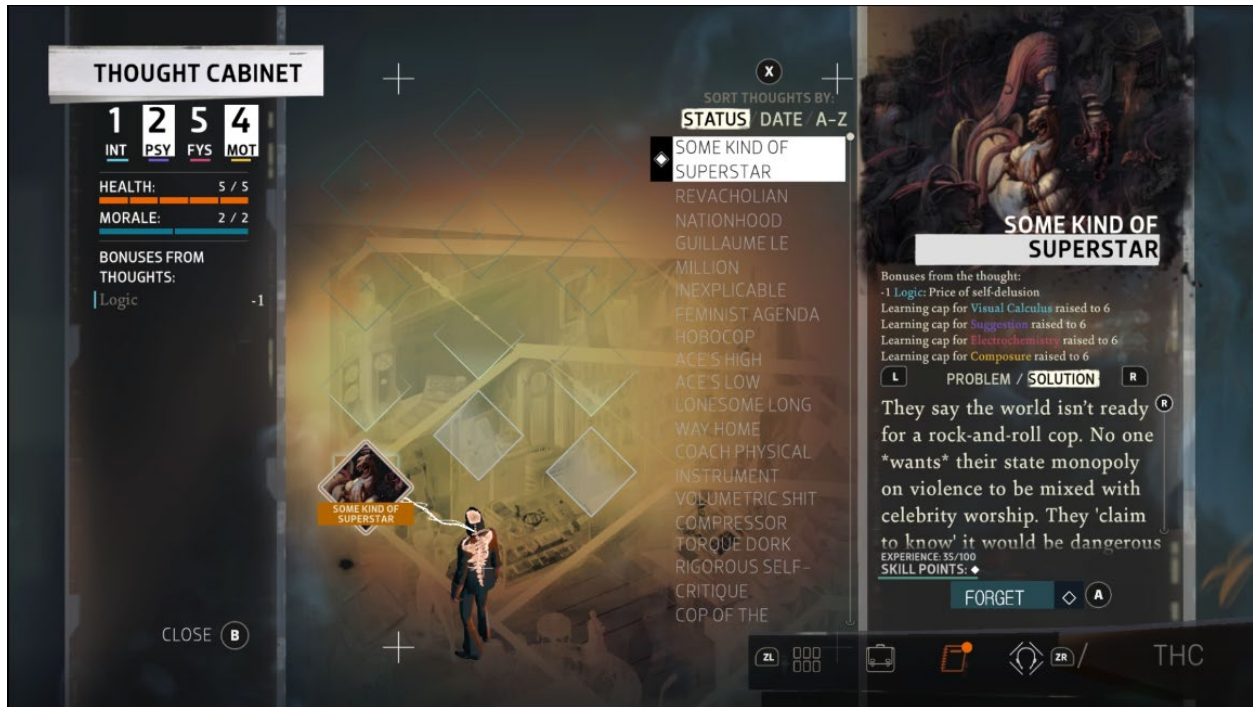 THOUGHT CABINET
1 2 5 4
INT PSY FYS MOT
HEALTH: 5 / 5
MORALE: 2 / 2
BONUSES FROM
THOUGHTS:
Logic -1
CLOSE B
SOME KIND OF
SUPERSTAR
X
SORT THOUGHTS BY:
STATUS DATE / A-Z
SOME KIND OF
SUPERSTAR
REVACHOLIAN
NATIONHOOD
GUILLAUME LE
MILLION
INEXPLICABLE
FEMINIST AGENDA
HOBOCOP
ACE'S HIGH
ACE'S LOW
LONESOME LONG
WAY HOME
COACH PHYSICAL
INSTRUMENT
VOLUMETRIC SHIT
COMPRESSOR
TORQUE DORK
RIGOROUS SELF-
CRITIQUE
COP OF THE
SOME KIND OF
SUPERSTAR
Bonuses from the thought:
-1 Logic: Price of self-delusion
Learning cap for Visual Calculus raised to 6
Learning cap for Suggestion raised to 6
Learning cap for Electrochemistry raised to 6
Learning cap for Composure raised to 6
L PROBLEM / SOLUTION R
They say the world isn't ready R
for a rock-and-roll cop. No one
*wants* their state monopoly
on violence to be mixed with
celebrity worship. They 'claim
to know' it would be dangerous
EXPERIENCE: 35/100
SKILL POINTS:
FORGET A
ZL ZR / THC